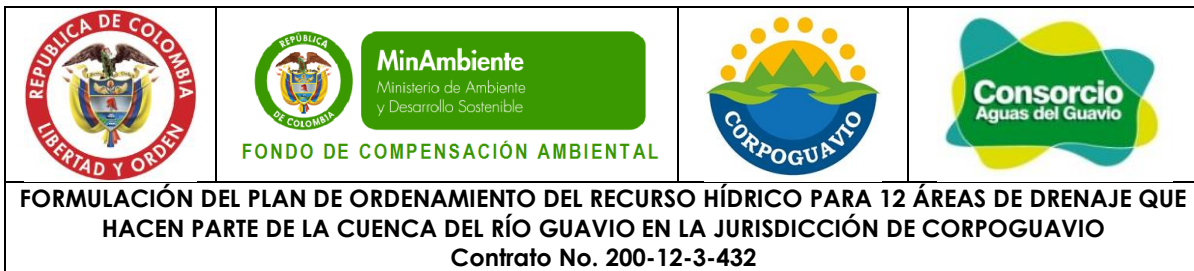 REPÚBLICA DE COLOMBIA
LIBERTAD Y ORDEN
REPÚBLICA
DE COLOMBIA
MinAmbiente
Ministerio de Ambiente
y Desarrollo Sostenible
FONDO DE COMPENSACIÓN AMBIENTAL
CORPOGUAVIO
Consorcio
Aguas del Guavio
FORMULACIÓN DEL PLAN DE ORDENAMIENTO DEL RECURSO HÍDRICO PARA 12 ÁREAS DE DRENAJE QUE
HACEN PARTE DE LA CUENCA DEL RÍO GUAVIO EN LA JURISDICCIÓN DE CORPOGUAVIO
Contrato No. 200-12-3-432